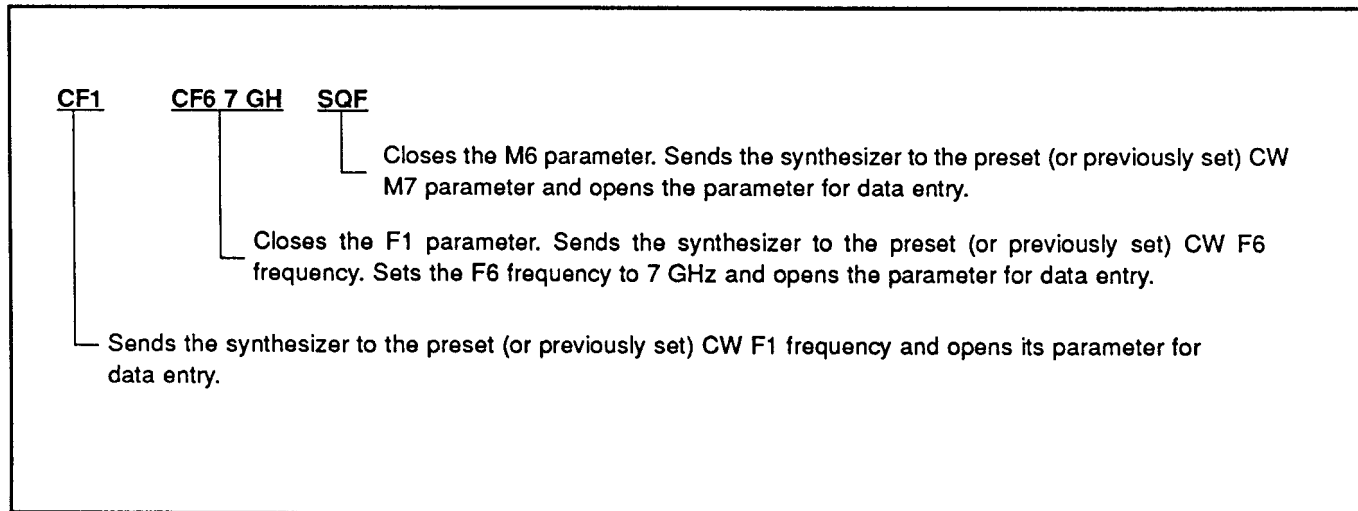 CF1 CF6 7 GH SQF
Closes the M6 parameter. Sends the synthesizer to the preset (or previously set) CW
M7 parameter and opens the parameter for data entry.
Closes the F1 parameter. Sends the synthesizer to the preset (or previously set) CW F6
frequency. Sets the F6 frequency to 7 GHz and opens the parameter for data entry.
Sends the synthesizer to the preset (or previously set) CW F1 frequency and opens its parameter for
data entry.